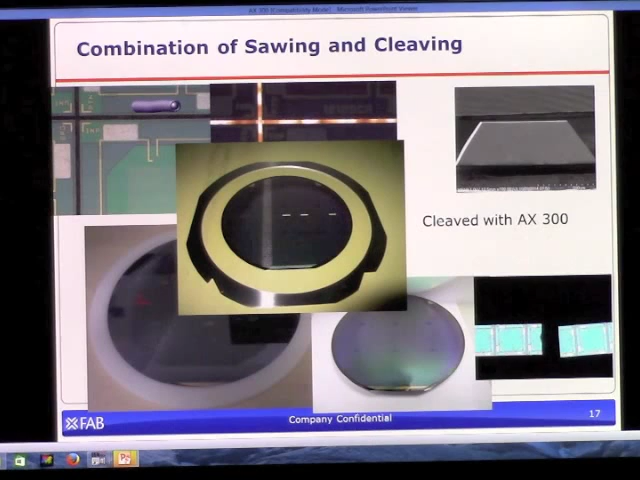 AX 300 [Compatibility Mode] - Microsoft PowerPoint Viewer
Combination of Sawing and Cleaving
Cleaved with AX 300
XFAB
Company Confidential
17